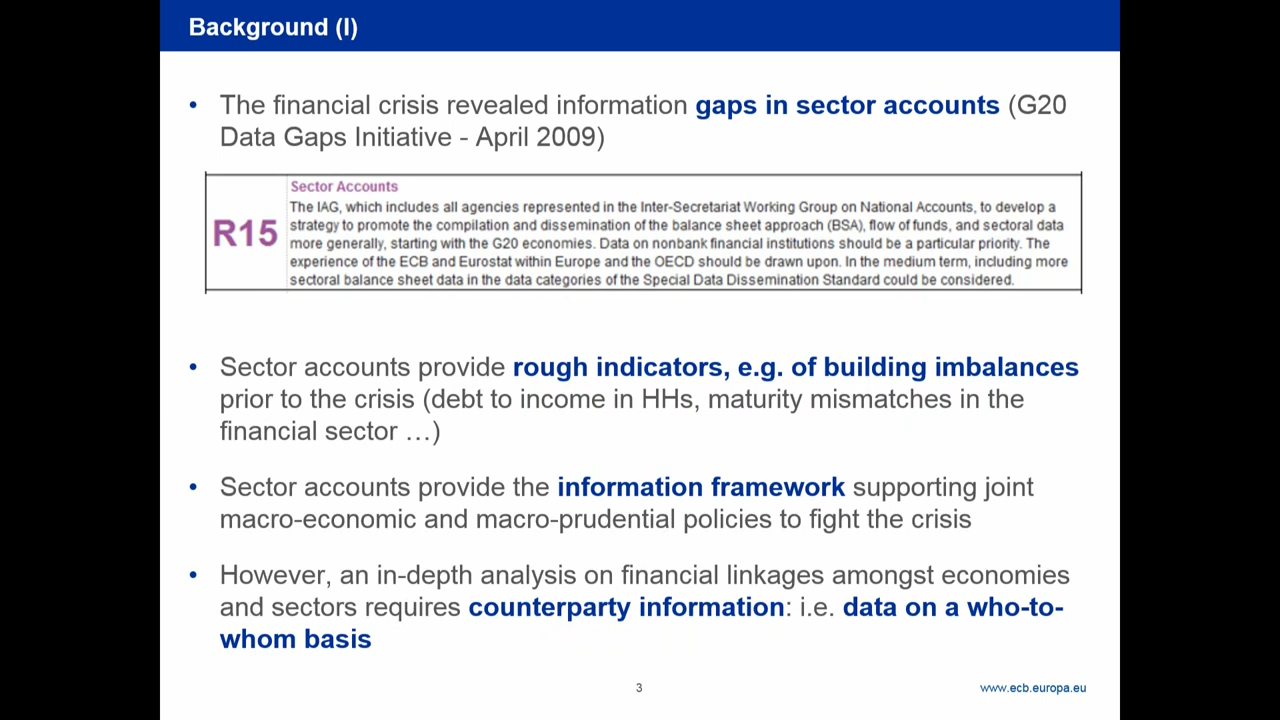 Background (I)
• The financial crisis revealed information gaps in sector accounts (G20
Data Gaps Initiative - April 2009)
Sector Accounts
R15
The IAG, which includes all agencies represented in the Inter-Secretariat Working Group on National Accounts, to develop a
strategy to promote the compilation and dissemination of the balance sheet approach (BSA), flow of funds, and sectoral data
more generally, starting with the G20 economies. Data on nonbank financial institutions should be a particular priority. The
experience of the ECB and Eurostat within Europe and the OECD should be drawn upon. In the medium term, including more
sectoral balance sheet data in the data categories of the Special Data Dissemination Standard could be considered.
• Sector accounts provide rough indicators, e.g. of building imbalances
prior to the crisis (debt to income in HHs, maturity mismatches in the
financial sector …)
• Sector accounts provide the information framework supporting joint
macro-economic and macro-prudential policies to fight the crisis
• However, an in-depth analysis on financial linkages amongst economies
and sectors requires counterparty information: i.e. data on a who-to-
whom basis
3
www.ecb.europa.eu